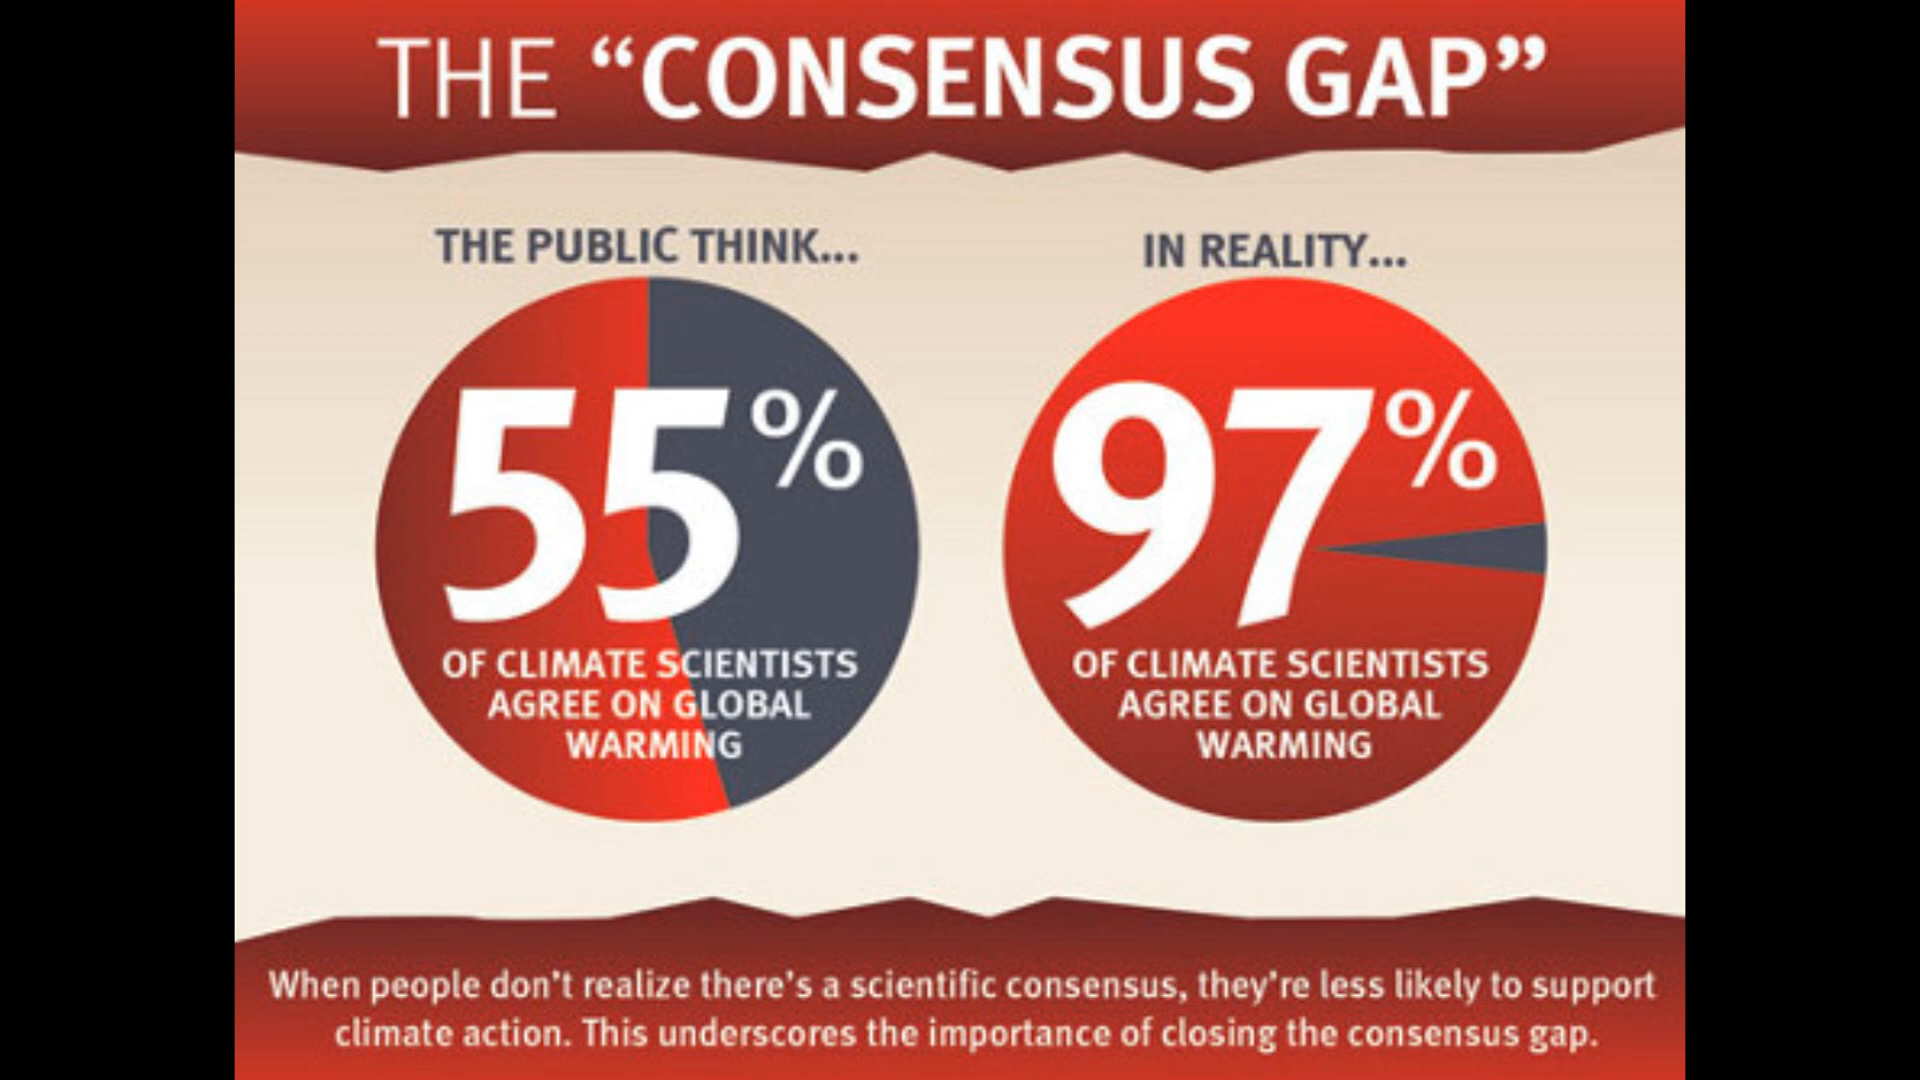 THE “CONSENSUS GAP”
THE PUBLIC THINK...
55%
OF CLIMATE SCIENTISTS
AGREE ON GLOBAL
WARMING
IN REALITY...
97%
OF CLIMATE SCIENTISTS
AGREE ON GLOBAL
WARMING
When people don't realize there's a scientific consensus, they're less likely to support
climate action. This underscores the importance of closing the consensus gap.